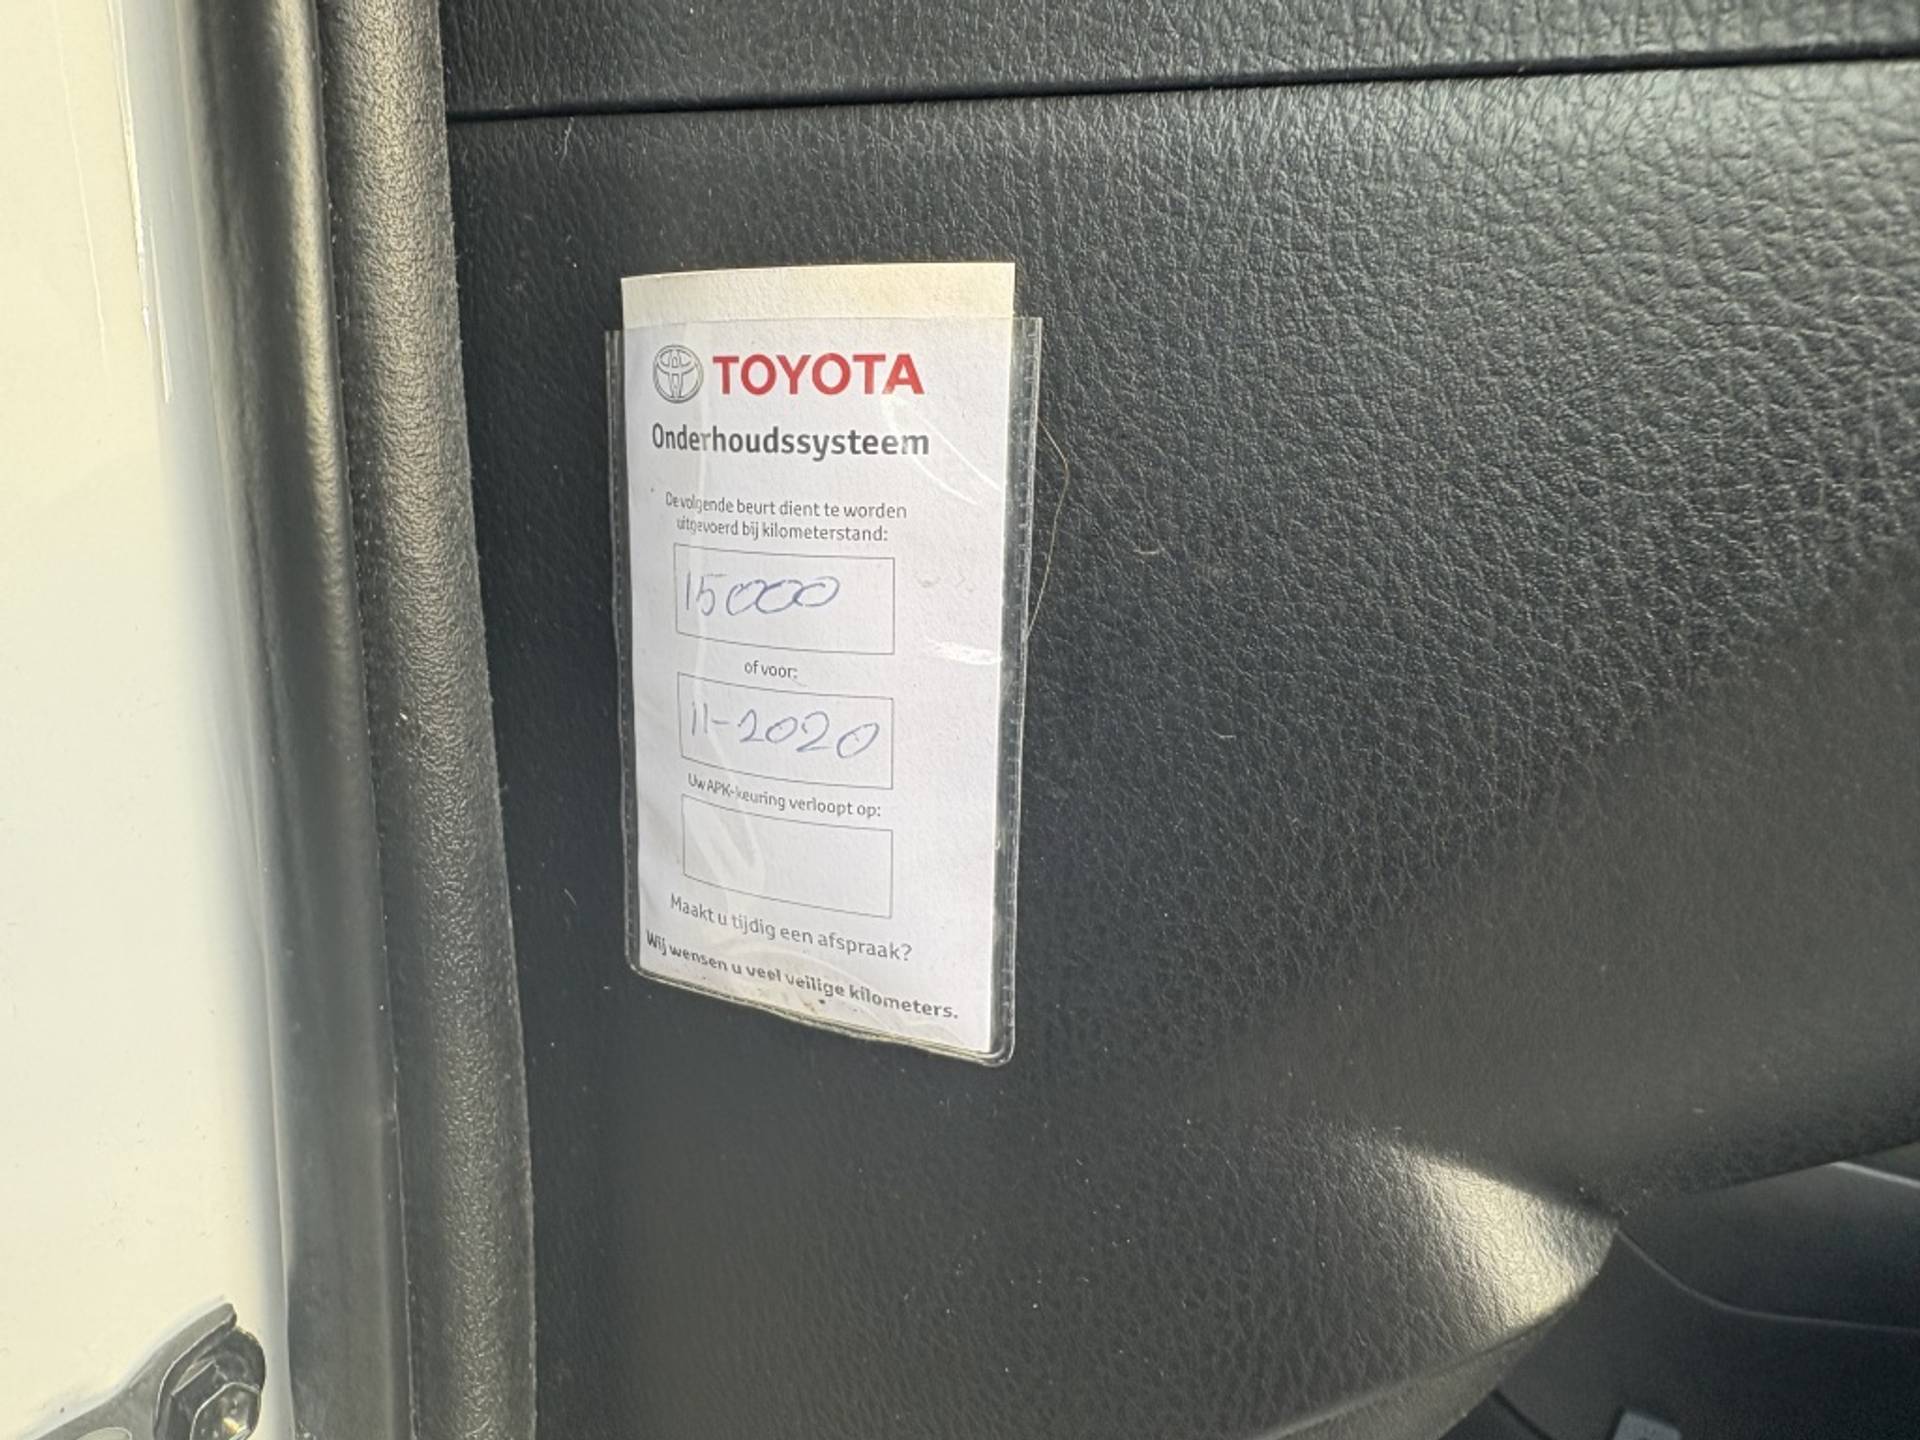 TOYOTA
Onderhoudssysteem
De volgende beurt dient te worden
uitgevoerd bij kilometerstand:
15000
of voor:
11-2020
Uw APK-keuring verloopt op:
Maakt u tijdig een afspraak?
Wij wensen u veel veilige kilometers.